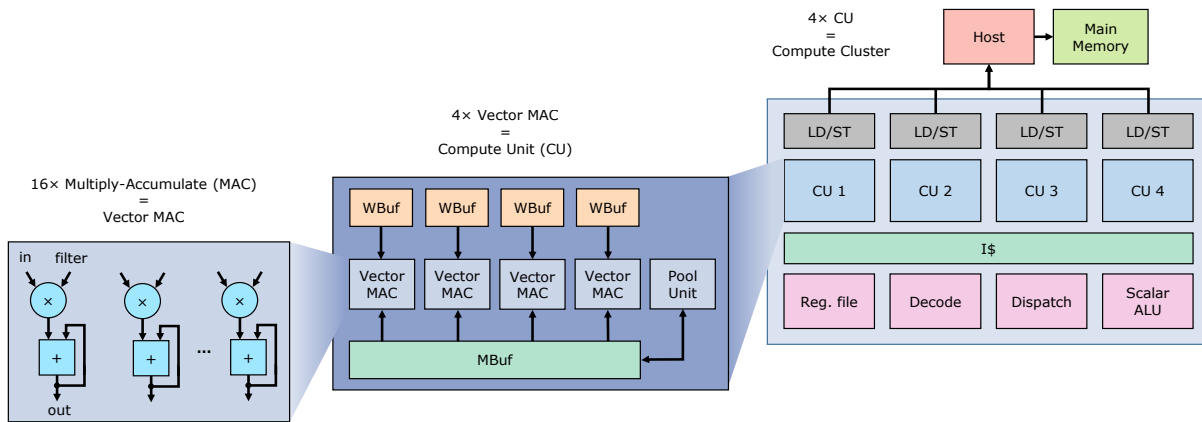 16× Multiply-Accumulate (MAC)
=
Vector MAC
in
filter
×
×
×
+
+
...
+
out
4× Vector MAC
=
Compute Unit (CU)
WBuf
WBuf
WBuf
WBuf
Vector
MAC
Vector
MAC
Vector
MAC
Vector
MAC
Pool
Unit
MBuf
4× CU
=
Compute Cluster
Host
Main
Memory
LD/ST
LD/ST
LD/ST
LD/ST
CU 1
CU 2
CU 3
CU 4
I$
Reg. file
Decode
Dispatch
Scalar
ALU